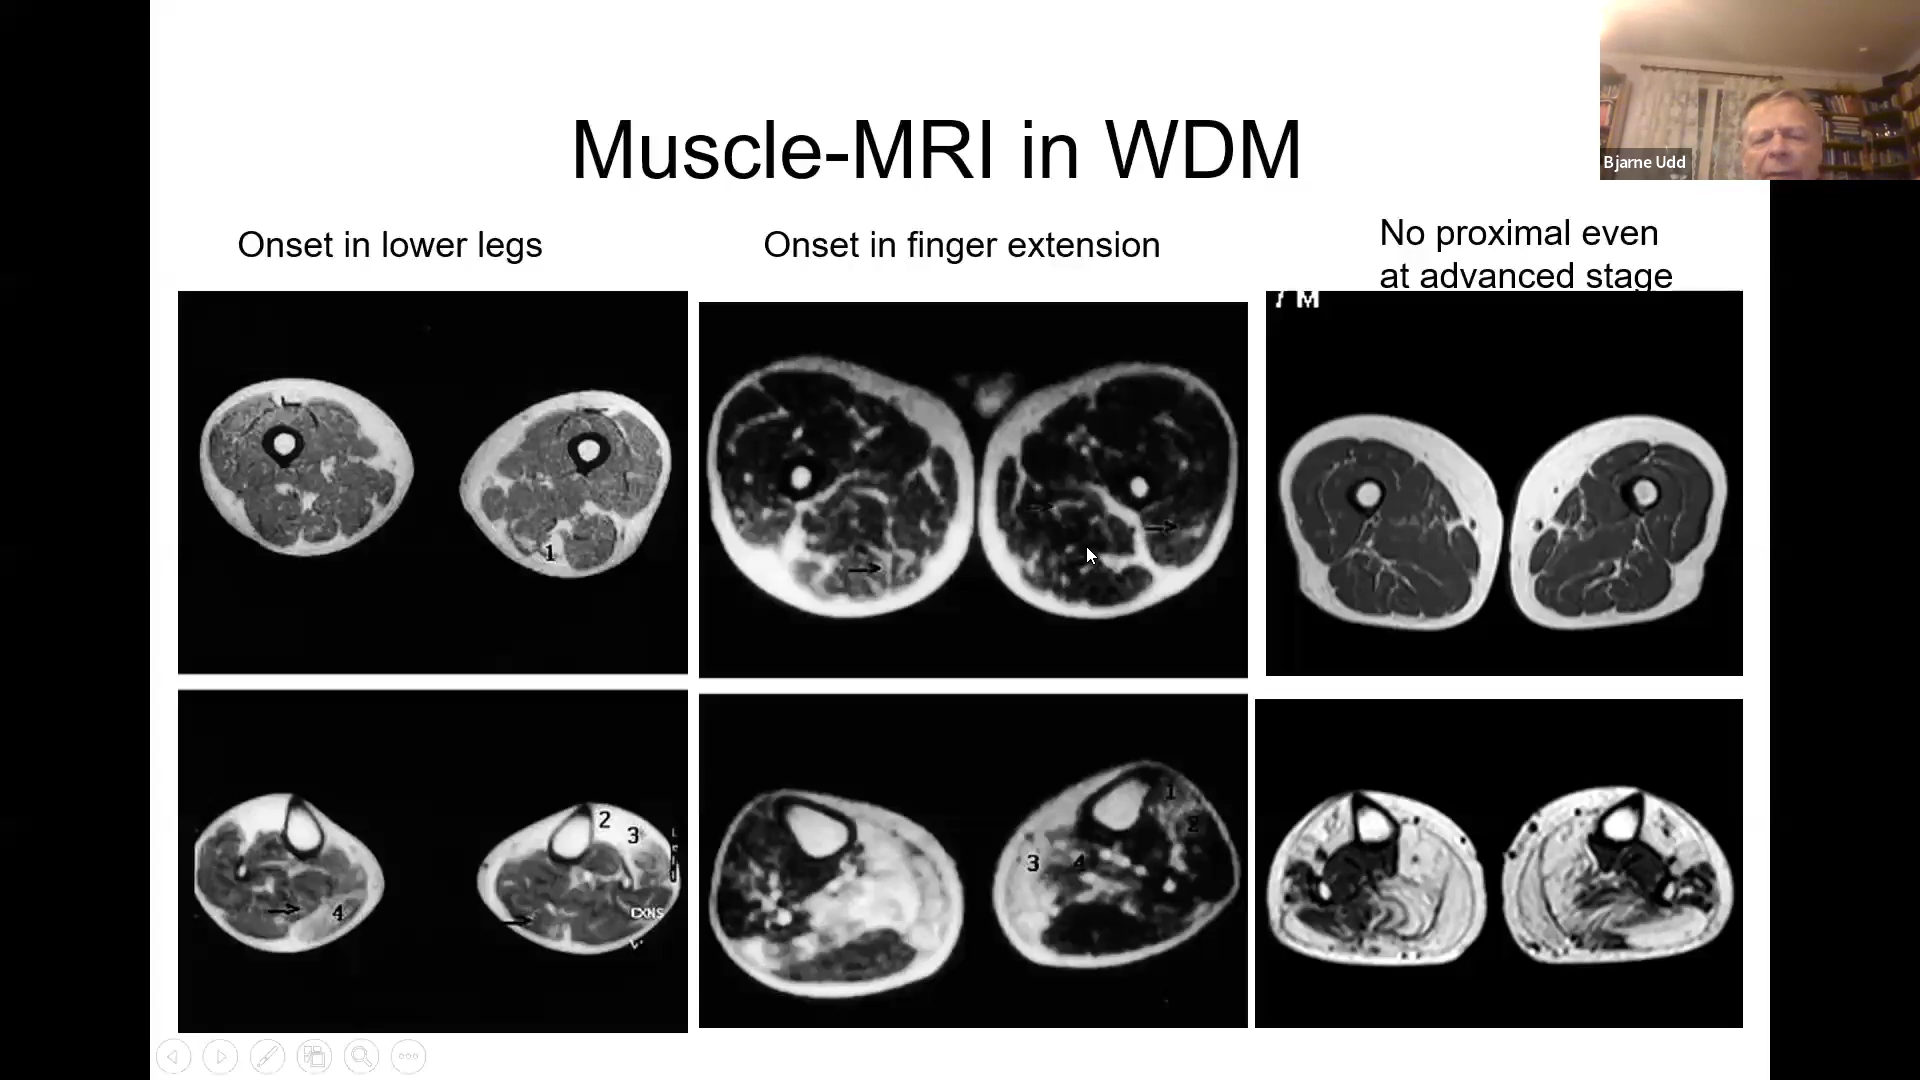 Muscle-MRI in WDM
Bjarne Udd
Onset in lower legs
Onset in finger extension
No proximal even
at advanced stage
M
1
2
3
4
CXNS
1
2
3
4